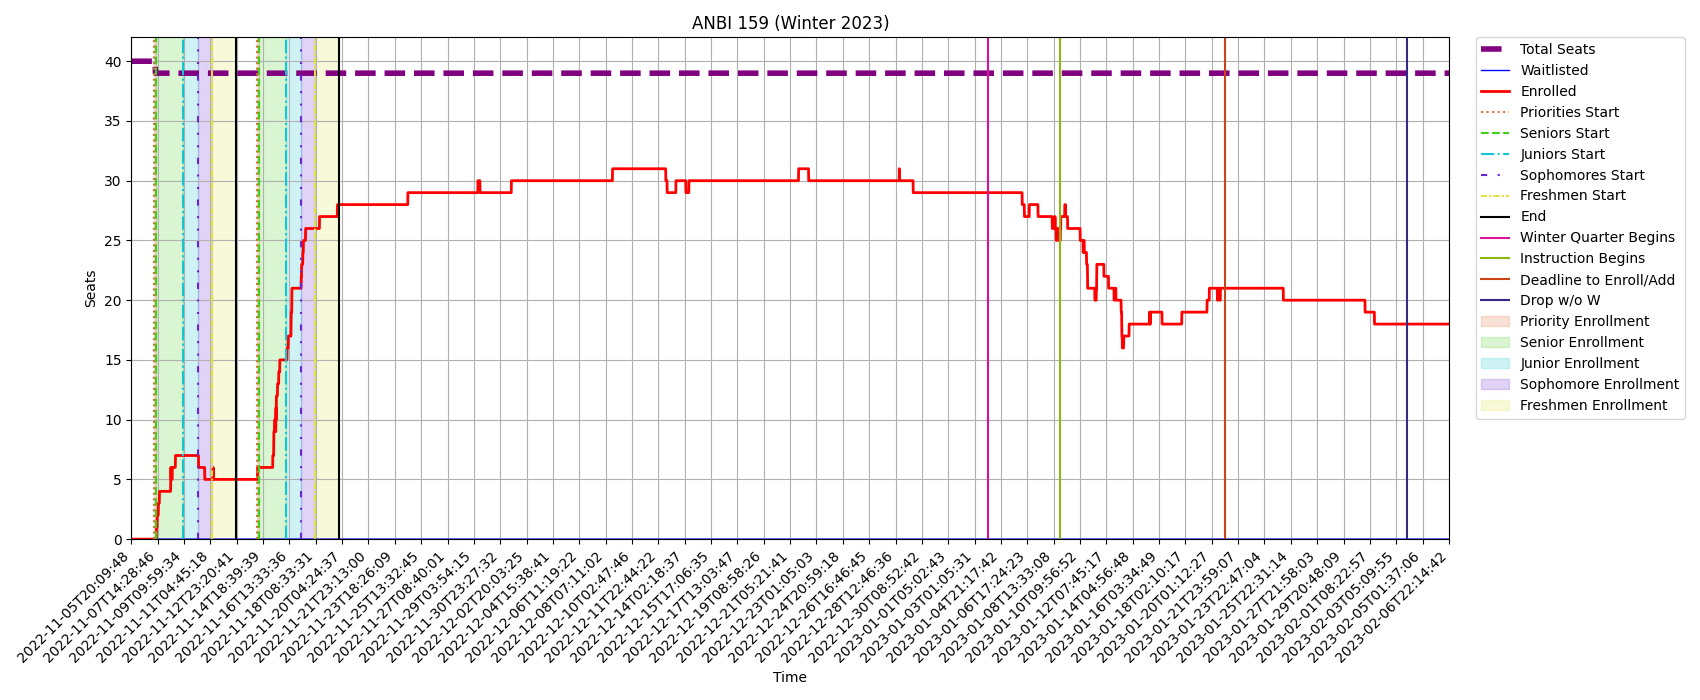 ANBI 159 (Winter 2023)
Seats
40
35
30
25
20
15
10
5
0
2022-11-05T20:09:48
2022-11-07T14:28:46
2022-11-09T09:59:34
2022-11-11T04:45:18
2022-11-12T23:20:41
2022-11-14T18:39:39
2022-11-16T13:33:36
2022-11-18T08:33:31
2022-11-20T04:24:37
2022-11-21T23:13:00
2022-11-23T18:26:09
2022-11-25T13:32:45
2022-11-27T08:40:01
2022-11-29T03:54:15
2022-11-30T23:27:32
2022-12-02T20:03:25
2022-12-04T15:38:41
2022-12-06T11:19:22
2022-12-08T07:11:02
2022-12-10T02:47:46
2022-12-11T22:44:22
2022-12-14T02:18:37
2022-12-15T17:06:35
2022-12-17T13:03:47
2022-12-19T08:58:26
2022-12-21T05:21:41
2022-12-23T01:05:03
2022-12-24T20:59:18
2022-12-26T16:46:45
2022-12-28T12:46:36
2022-12-30T08:52:42
2023-01-01T05:02:43
2023-01-03T01:05:31
2023-01-04T21:17:42
2023-01-06T17:24:23
2023-01-08T13:33:08
2023-01-10T09:56:52
2023-01-12T07:45:17
2023-01-14T04:56:48
2023-01-16T03:34:49
2023-01-18T02:10:17
2023-01-20T01:12:27
2023-01-21T23:59:07
2023-01-23T22:47:04
2023-01-25T22:31:14
2023-01-27T21:58:03
2023-01-29T20:48:09
2023-02-01T08:22:57
2023-02-03T05:09:55
2023-02-05T01:37:06
2023-02-06T22:14:42
Time
Total Seats
Waitlisted
Enrolled
Priorities Start
Seniors Start
Juniors Start
Sophomores Start
Freshmen Start
End
Winter Quarter Begins
Instruction Begins
Deadline to Enroll/Add
Drop w/o W
Priority Enrollment
Senior Enrollment
Junior Enrollment
Sophomore Enrollment
Freshmen Enrollment